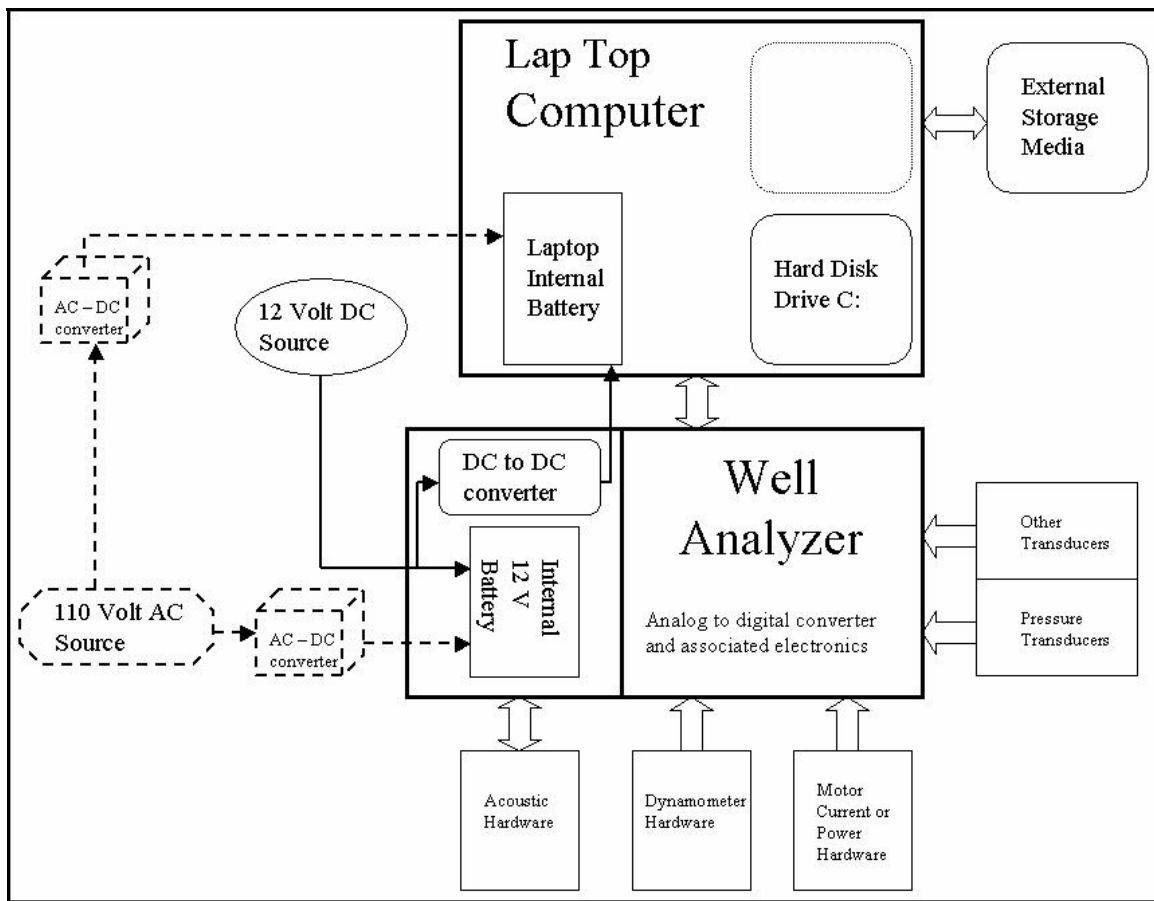 Lap Top
Computer
External
Storage
Media
Laptop
Internal
Battery
Hard Disk
Drive C:
AC – DC
converter
12 Volt DC
Source
DC to DC
converter
Well
Analyzer
Internal
12 V
Battery
Analog to digital converter
and associated electronics
Other
Transducers
Pressure
Transducers
110 Volt AC
Source
AC – DC
converter
Acoustic
Hardware
Dynamometer
Hardware
Motor
Current or
Power
Hardware